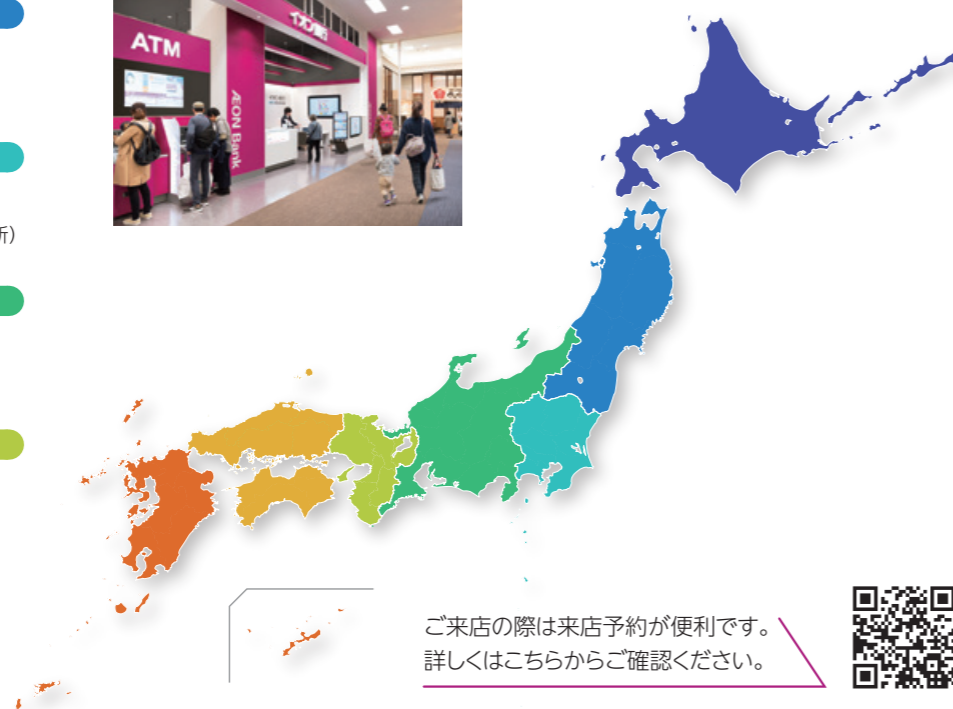 イオン銀行
ATM
ÆON Bank
所）
ご来店の際は来店予約が便利です。
詳しくはこちらからご確認ください。